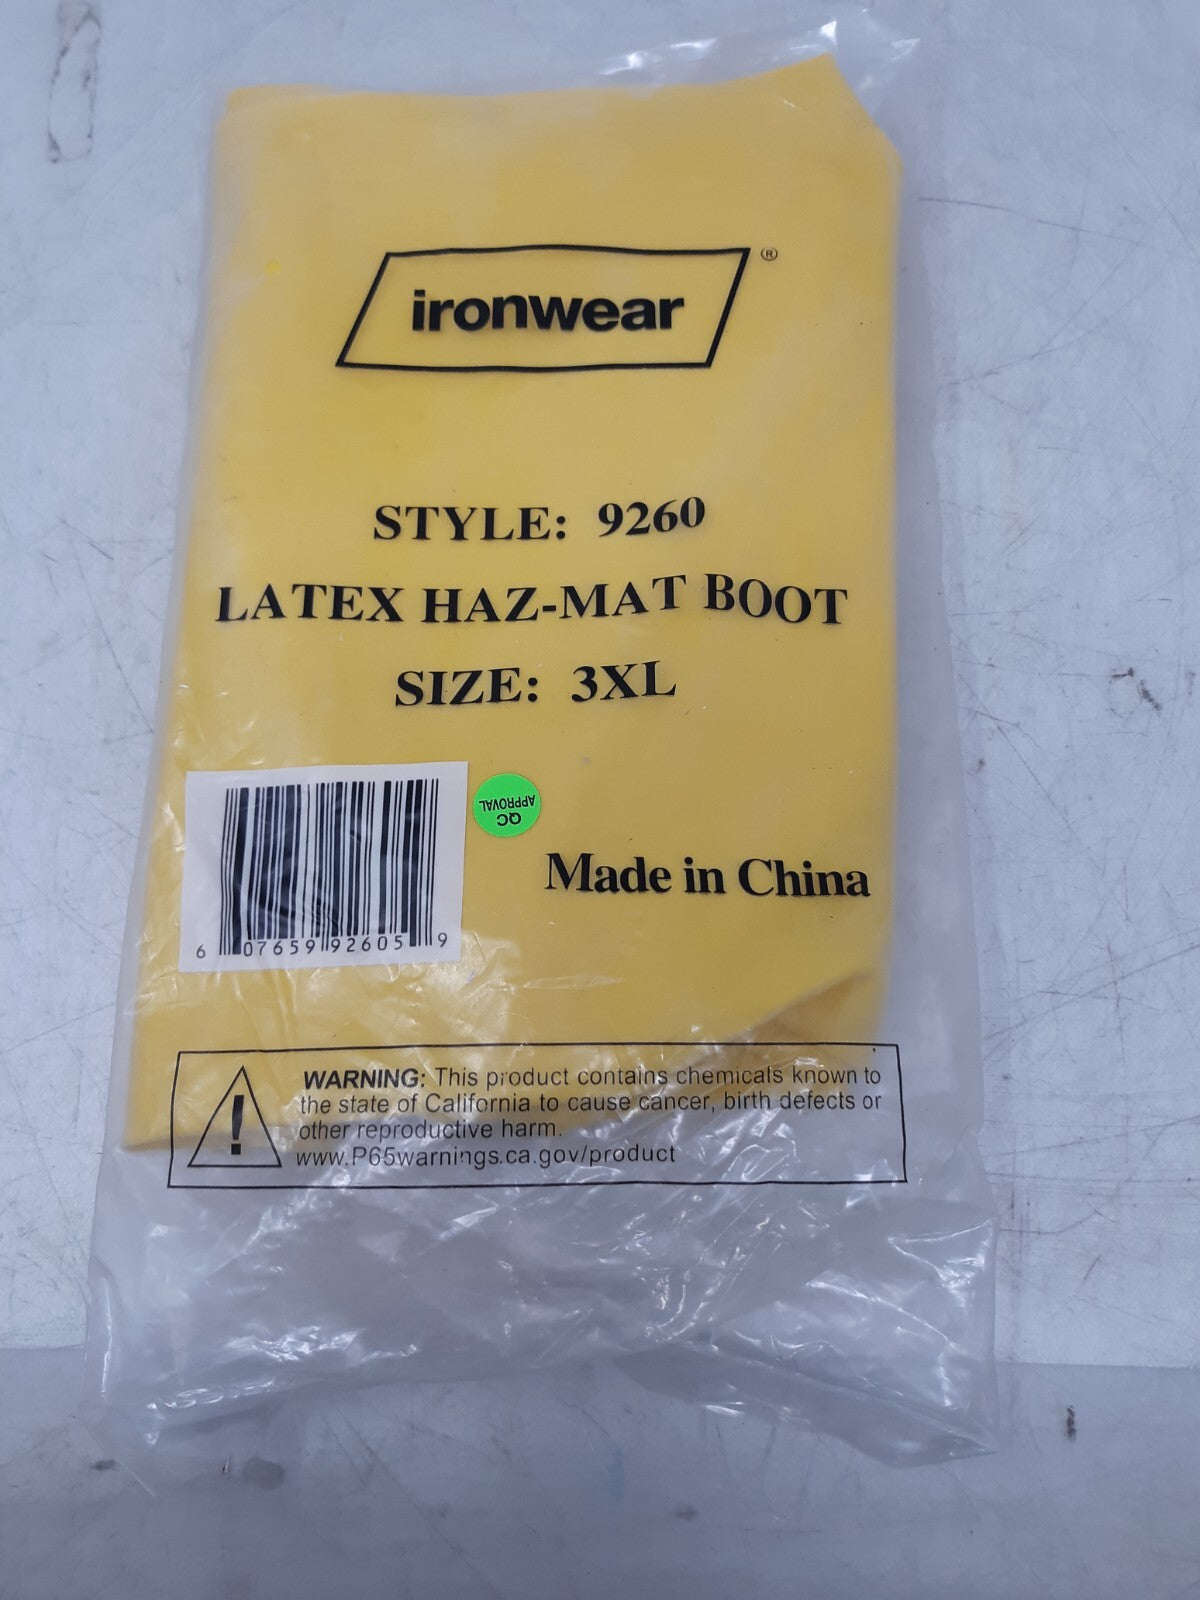 ironwear ®
STYLE: 9260
LATEX HAZ-MAT BOOT
SIZE: 3XL
6 07659 92605 9
QC
APPROVAL
Made in China
! WARNING: This product contains chemicals known to
the state of California to cause cancer, birth defects or
other reproductive harm.
www.P65warnings.ca.gov/product